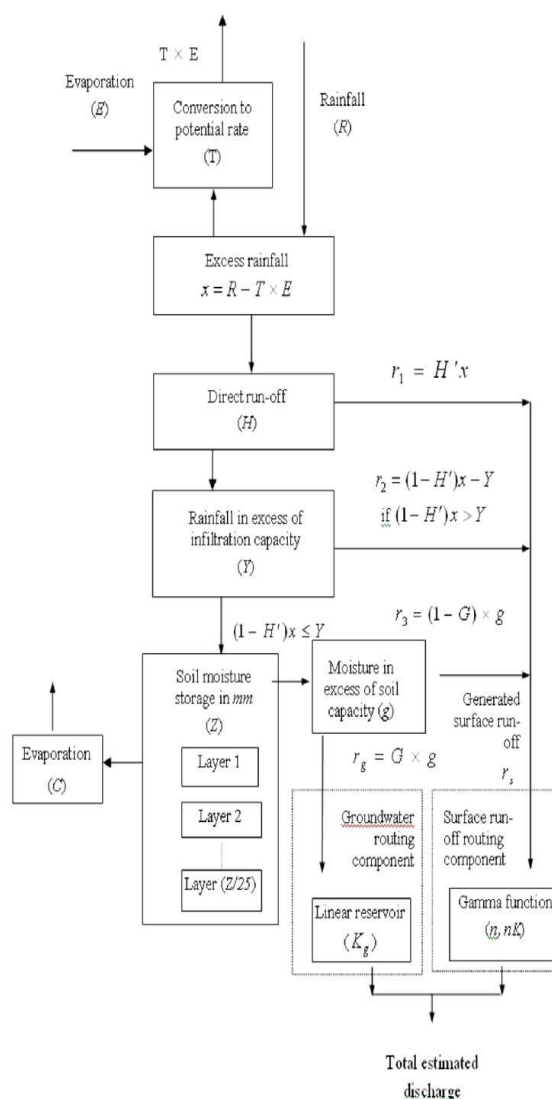 T × E
Evaporation
(E)
Conversion to
potential rate
(T)
Rainfall
(R)
Excess rainfall
x = R − T × E
r₁ = H'x
Direct run-off
(H)
r₂ = (1 − H')x − Y
if (1 − H')x > Y
Rainfall in excess of
infiltration capacity
(Y)
(1 − H')x ≤ Y
r₃ = (1 − G) × g
Soil moisture
storage in mm
(Z)
Moisture in
excess of soil
capacity (g)
Generated
surface run-
off
r_s
Evaporation
(C)
Layer 1
Layer 2
Layer (Z/25)
r_g = G × g
Groundwater
routing
component
Surface run-
off routing
component
Linear reservoir
(K_g)
Gamma function
(n, nK)
Total estimated
discharge